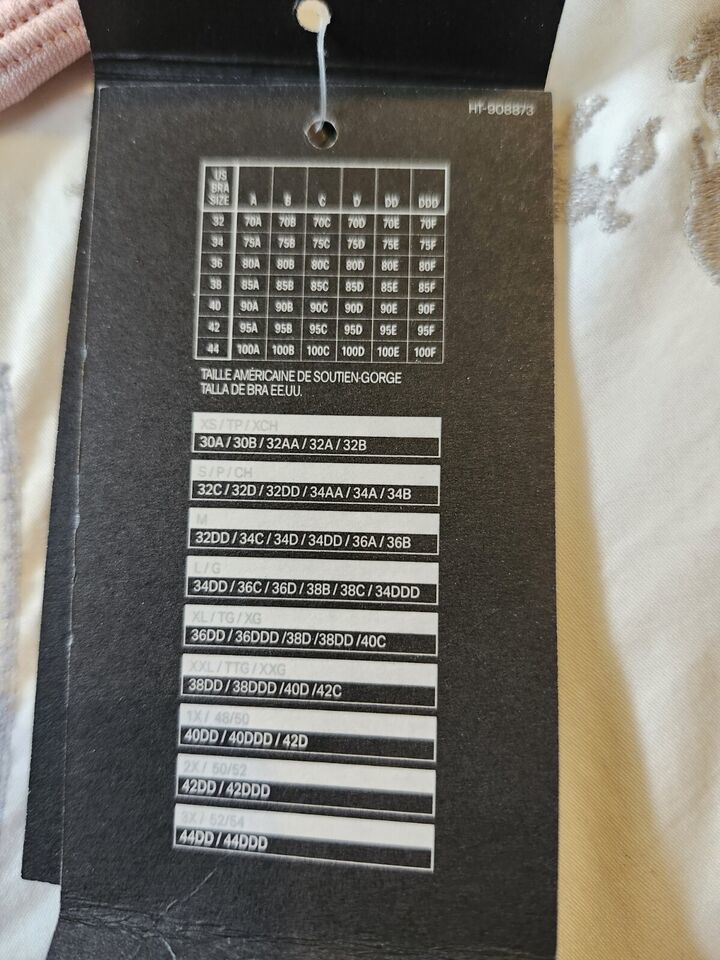 HT-908873
US BRA SIZE A B C D DD DDD
32 70A 70B 70C 70D 70E 70F
34 75A 75B 75C 75D 75E 75F
36 80A 80B 80C 80D 80E 80F
38 85A 85B 85C 85D 85E 85F
40 90A 90B 90C 90D 90E 90F
42 95A 95B 95C 95D 95E 95F
44 100A 100B 100C 100D 100E 100F
TAILLE AMÉRICAINE DE SOUTIEN-GORGE
TALLA DE BRA EE.UU.
XS / TP / XCH
30A / 30B / 32AA / 32A / 32B
S / P / CH
32C / 32D / 32DD / 34AA / 34A / 34B
M
32DD / 34C / 34D / 34DD / 36A / 36B
L / G
34DD / 36C / 36D / 38B / 38C / 34DDD
XL / TG / XG
36DD / 36DDD /38D /38DD /40C
XXL / TTG / XXG
38DD / 38DDD /40D /42C
1X / 48/50
40DD / 40DDD / 42D
2X / 50/52
42DD / 42DDD
3X / 52/54
44DD / 44DDD